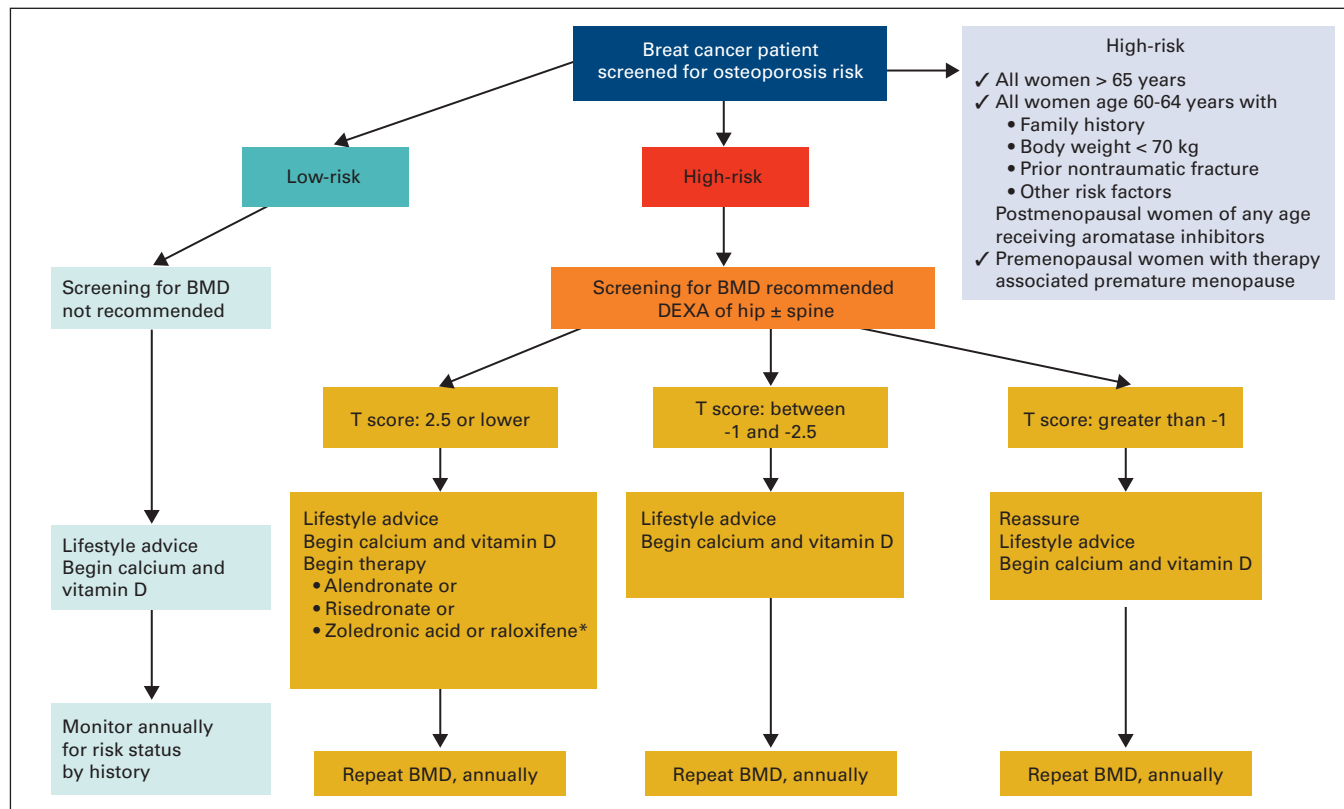 Breat cancer patient
screened for osteoporosis risk
High-risk
✓ All women > 65 years
✓ All women age 60-64 years with
• Family history
• Body weight < 70 kg
• Prior nontraumatic fracture
• Other risk factors
Postmenopausal women of any age
receiving aromatase inhibitors
✓ Premenopausal women with therapy
associated premature menopause
Low-risk
High-risk
Screening for BMD
not recommended
Screening for BMD recommended
DEXA of hip ± spine
T score: 2.5 or lower
T score: between
-1 and -2.5
T score: greater than -1
Lifestyle advice
Begin calcium and
vitamin D
Lifestyle advice
Begin calcium and vitamin D
Begin therapy
• Alendronate or
• Risedronate or
• Zoledronic acid or raloxifene*
Lifestyle advice
Begin calcium and vitamin D
Reassure
Lifestyle advice
Begin calcium and vitamin D
Monitor annually
for risk status
by history
Repeat BMD, annually
Repeat BMD, annually
Repeat BMD, annually